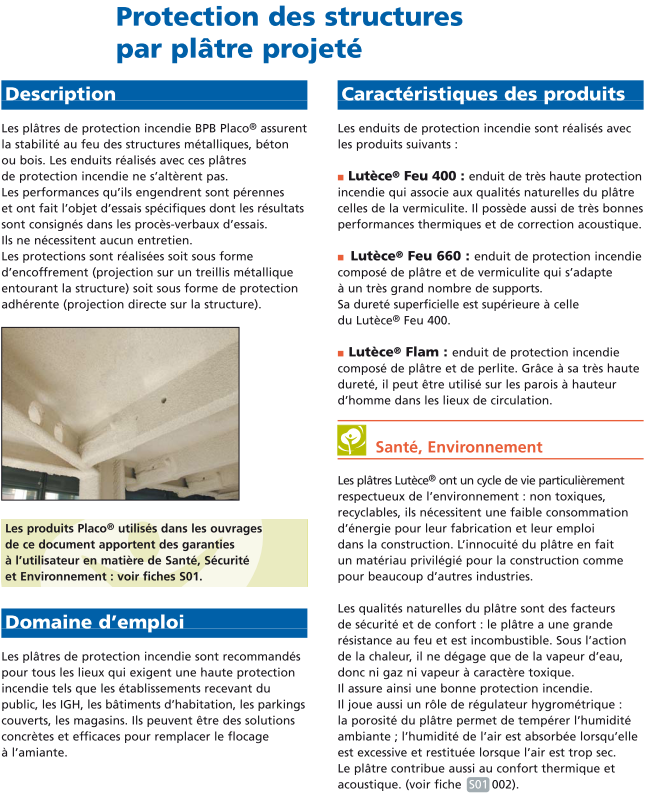 Protection des structures
par plâtre projeté
Description
Les plâtres de protection incendie BPB Placo® assurent
la stabilité au feu des structures métalliques, béton
ou bois. Les enduits réalisés avec ces plâtres
de protection incendie ne s'altèrent pas.
Les performances qu'ils engendrent sont pérennes
et ont fait l'objet d'essais spécifiques dont les résultats
sont consignés dans les procès-verbaux d'essais.
Ils ne nécessitent aucun entretien.
Les protections sont réalisées soit sous forme
d'encoffrement (projection sur un treillis métallique
entourant la structure) soit sous forme de protection
adhérente (projection directe sur la structure).
Les produits Placo® utilisés dans les ouvrages
de ce document apportent des garanties
à l'utilisateur en matière de Santé, Sécurité
et Environnement : voir fiches S01.
Domaine d'emploi
Les plâtres de protection incendie sont recommandés
pour tous les lieux qui exigent une haute protection
incendie tels que les établissements recevant du
public, les IGH, les bâtiments d'habitation, les parkings
couverts, les magasins. Ils peuvent être des solutions
concrètes et efficaces pour remplacer le flocage
à l'amiante.
Caractéristiques des produits
Les enduits de protection incendie sont réalisés avec
les produits suivants :
■ Lutèce® Feu 400 : enduit de très haute protection
incendie qui associe aux qualités naturelles du plâtre
celles de la vermiculite. Il possède aussi de très bonnes
performances thermiques et de correction acoustique.
■ Lutèce® Feu 660 : enduit de protection incendie
composé de plâtre et de vermiculite qui s'adapte
à un très grand nombre de supports.
Sa dureté superficielle est supérieure à celle
du Lutèce® Feu 400.
■ Lutèce® Flam : enduit de protection incendie
composé de plâtre et de perlite. Grâce à sa très haute
dureté, il peut être utilisé sur les parois à hauteur
d'homme dans les lieux de circulation.
Santé, Environnement
Les plâtres Lutèce® ont un cycle de vie particulièrement
respectueux de l'environnement : non toxiques,
recyclables, ils nécessitent une faible consommation
d'énergie pour leur fabrication et leur emploi
dans la construction. L'innocuité du plâtre en fait
un matériau privilégié pour la construction comme
pour beaucoup d'autres industries.
Les qualités naturelles du plâtre sont des facteurs
de sécurité et de confort : le plâtre a une grande
résistance au feu et est incombustible. Sous l'action
de la chaleur, il ne dégage que de la vapeur d'eau,
donc ni gaz ni vapeur à caractère toxique.
Il assure ainsi une bonne protection incendie.
Il joue aussi un rôle de régulateur hygrométrique :
la porosité du plâtre permet de tempérer l'humidité
ambiante ; l'humidité de l'air est absorbée lorsqu'elle
est excessive et restituée lorsque l'air est trop sec.
Le plâtre contribue aussi au confort thermique et
acoustique. (voir fiche S01 002).